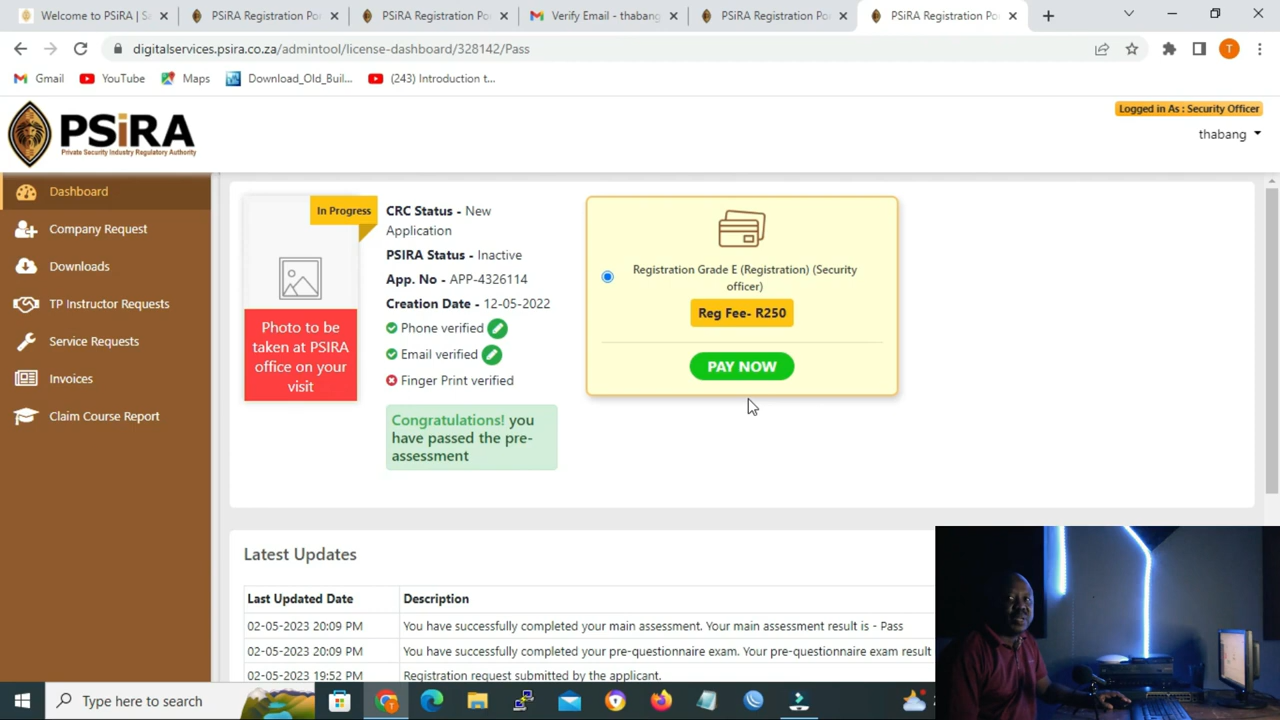 Welcome to PSiRA | S
PSiRA Registration Po
PSiRA Registration Po
Verify Email - thabang
PSiRA Registration Po
PSiRA Registration Po
digitalservices.psira.co.za/admintool/license-dashboard/328142/Pass
T
Gmail
YouTube
Maps
Download_Old_Buil...
(243) Introduction t...
PSiRA
Private Security Industry Regulatory Authority
Logged in As : Security Officer
thabang
Dashboard
Company Request
Downloads
TP Instructor Requests
Service Requests
Invoices
Claim Course Report
In Progress
Photo to be
taken at PSIRA
office on your
visit
CRC Status - New
Application
PSIRA Status - Inactive
App. No - APP-4326114
Creation Date - 12-05-2022
Phone verified
Email verified
Finger Print verified
Congratulations! you
have passed the pre-
assessment
Registration Grade E (Registration) (Security
officer)
Reg Fee- R250
PAY NOW
Latest Updates
Last Updated Date Description
02-05-2023 20:09 PM You have successfully completed your main assessment. Your main assessment result is - Pass
02-05-2023 20:09 PM You have successfully completed your pre-questionnaire exam. Your pre-questionnaire exam result
02-05-2023 19:52 PM Registration request submitted by the applicant.
Type here to search